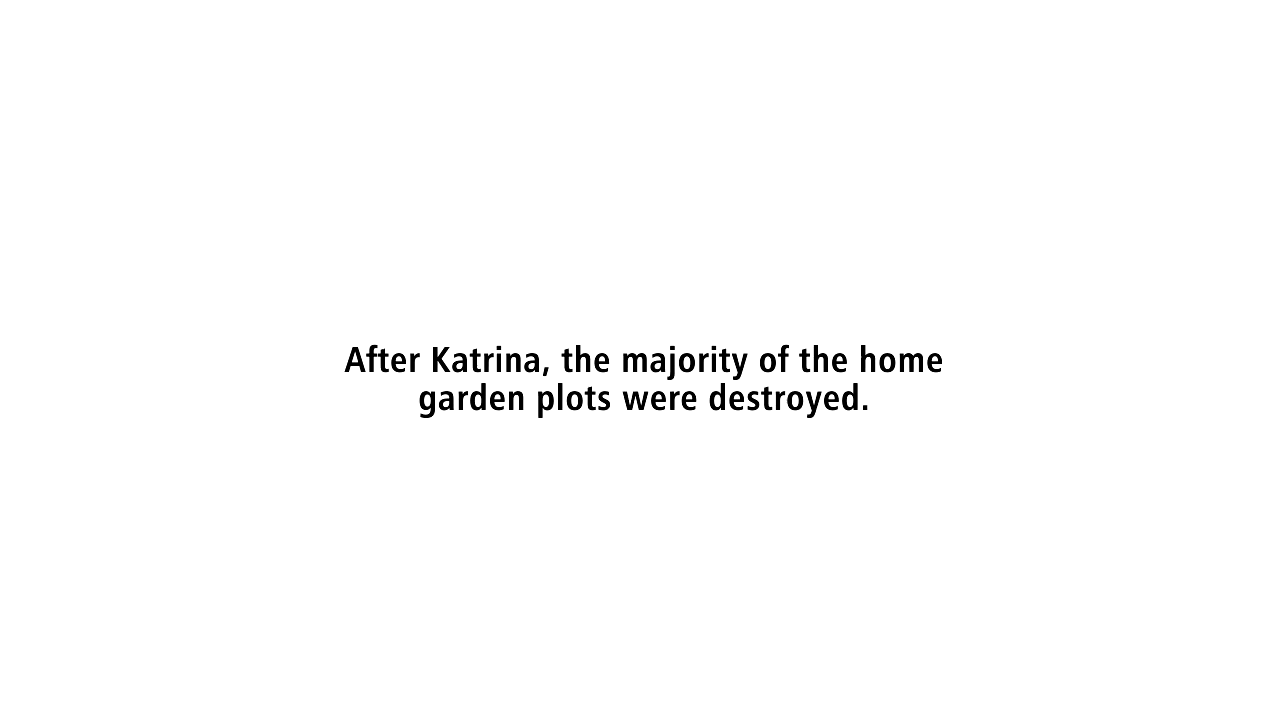 After Katrina, the majority of the home
garden plots were destroyed.